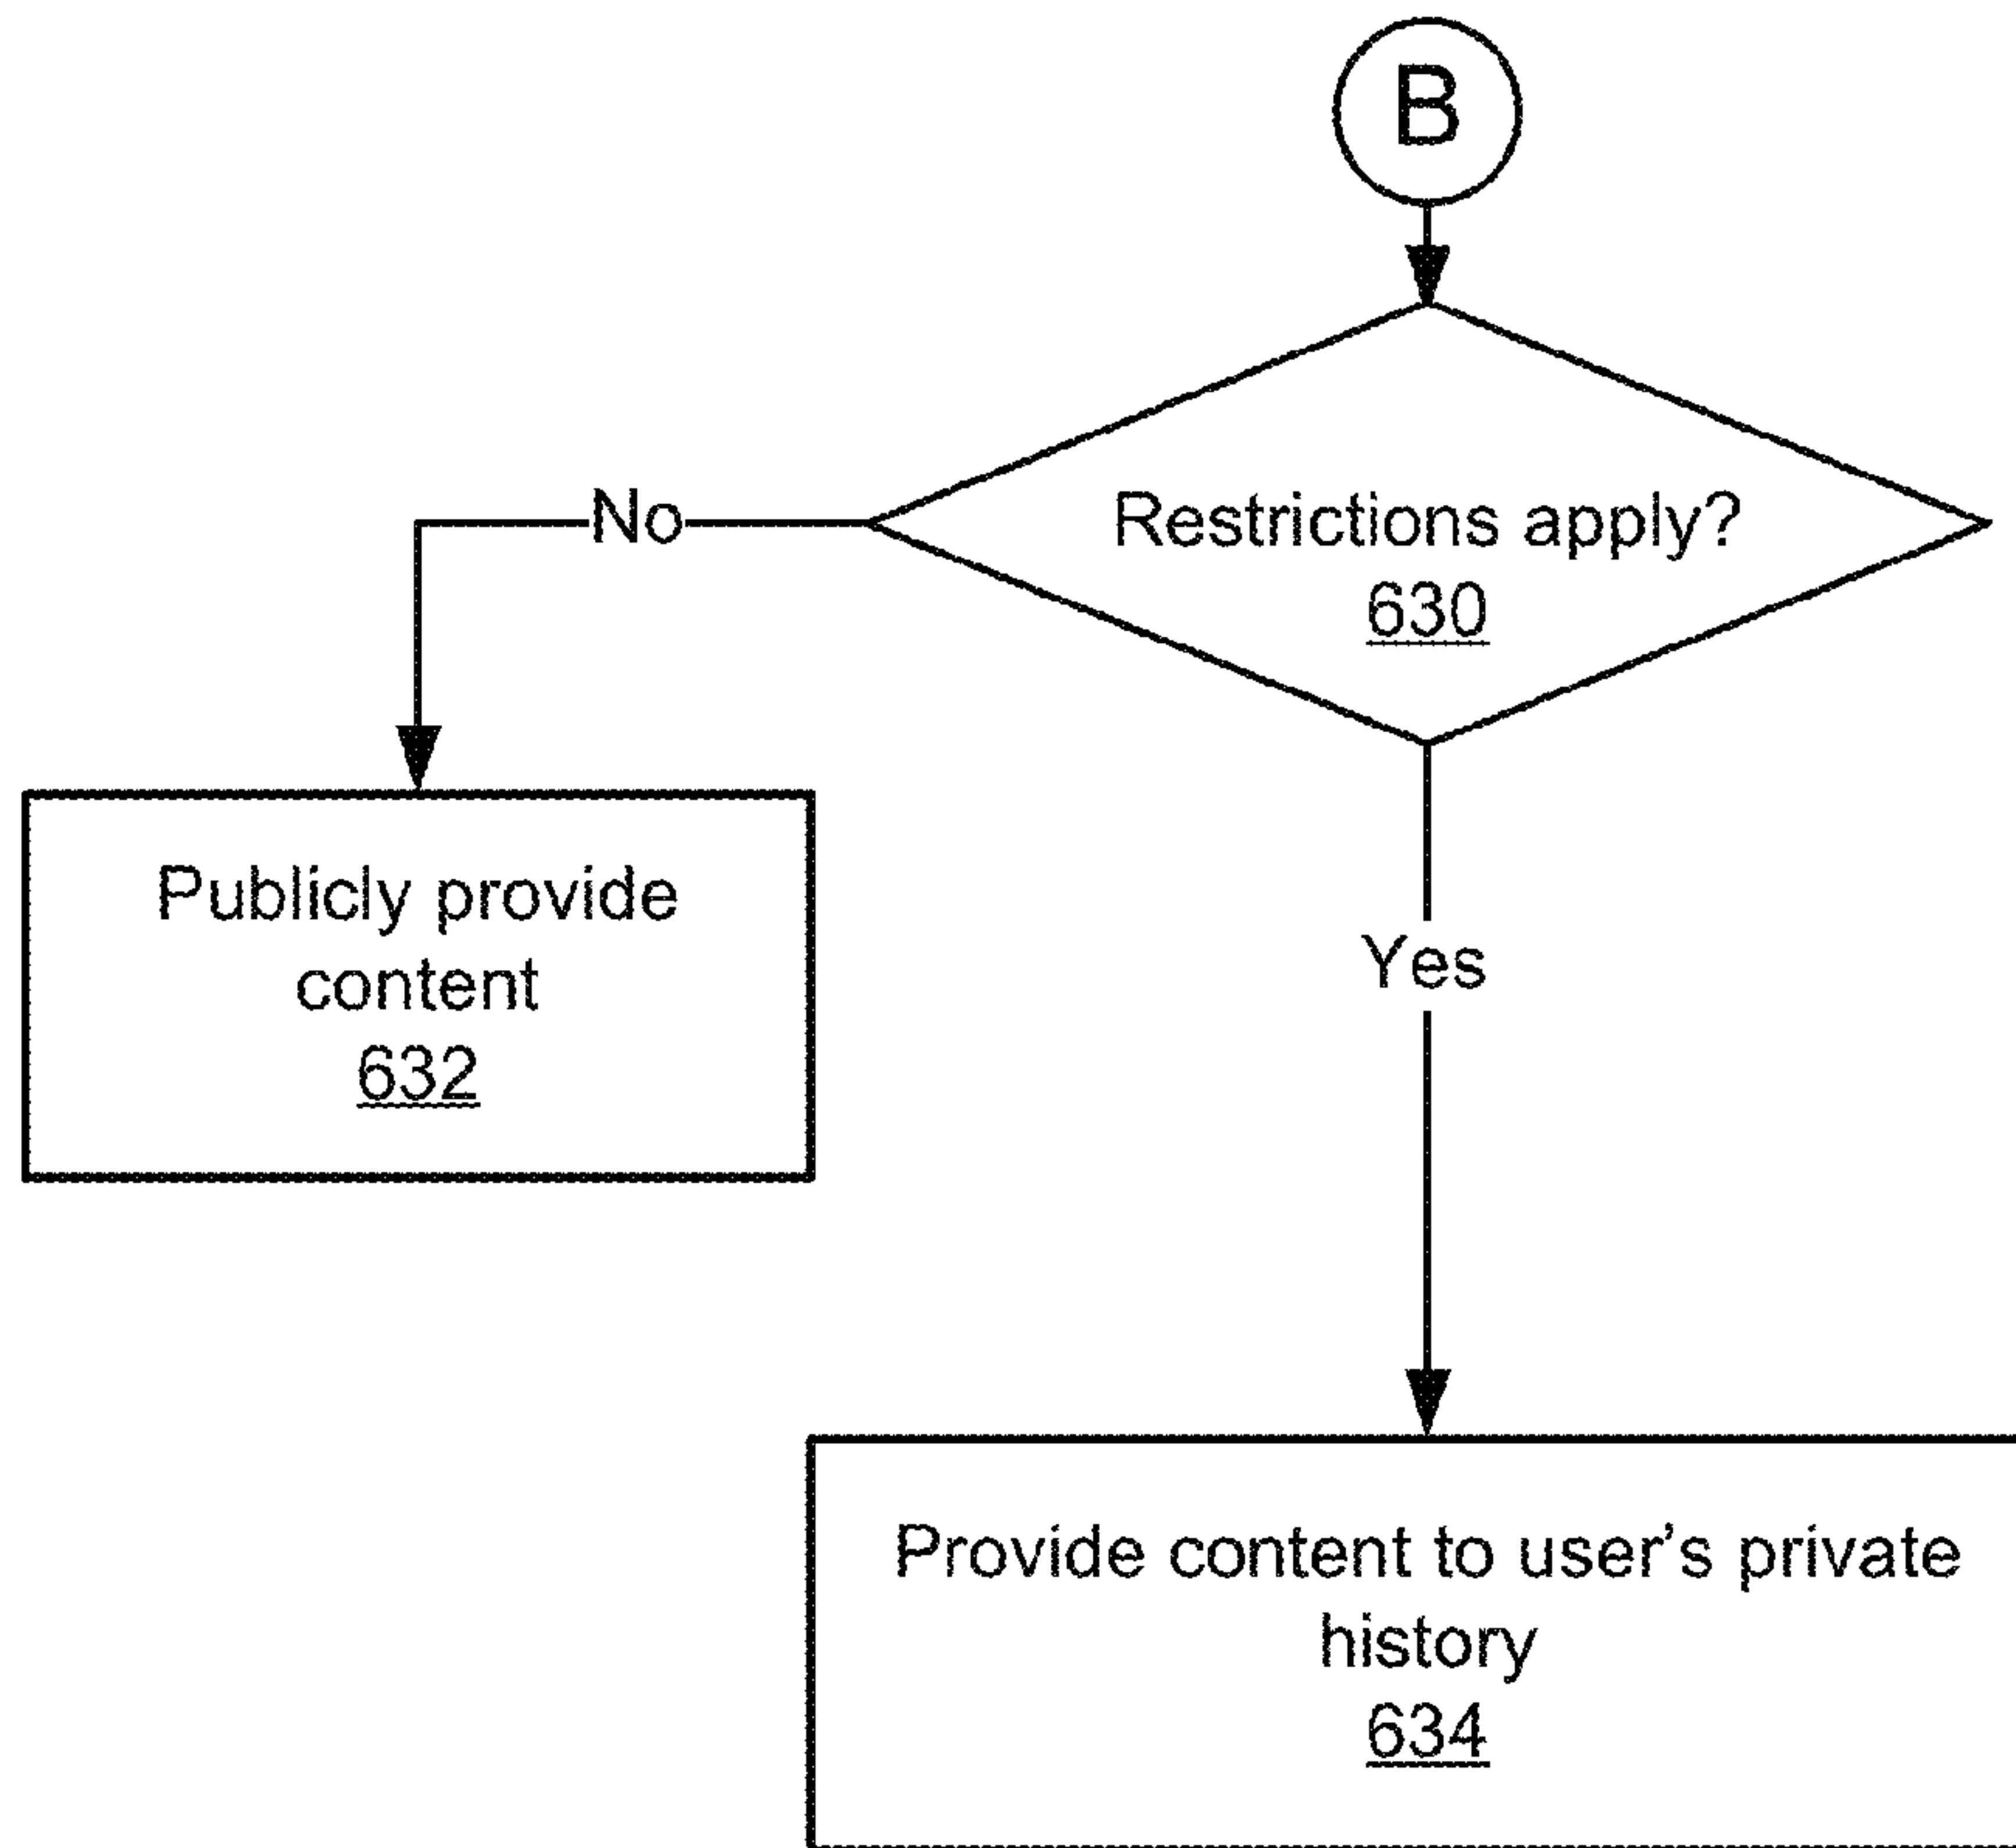 B
Restrictions apply?
630
No
Publicly provide
content
632
Yes
Provide content to user's private
history
634